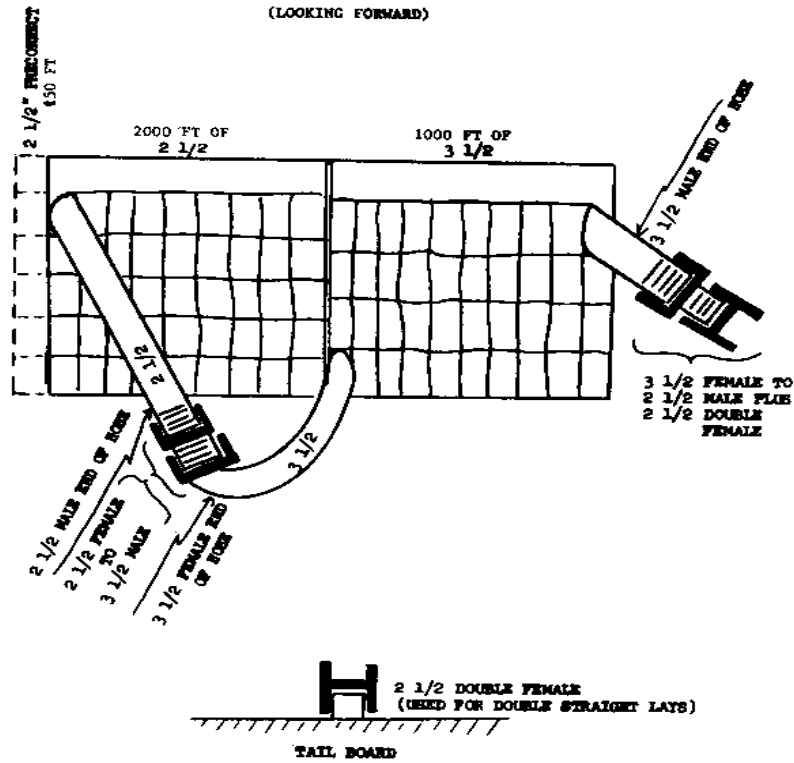 (LOOKING FORWARD)
2 1/2" PRECONNECT
450 FT
2000 FT OF
2 1/2
1000 FT OF
3 1/2
3 1/2 MALE END OF HOSE
2 1/2
3 1/2
3 1/2 FEMALE TO
2 1/2 MALE PLUS
2 1/2 DOUBLE
FEMALE
2 1/2 MALE END OF HOSE
2 1/2 FEMALE
TO
3 1/2 MALE
3 1/2 FEMALE END
OF HOSE
2 1/2 DOUBLE FEMALE
(USED FOR DOUBLE STRAIGHT LAYS)
TAIL BOARD